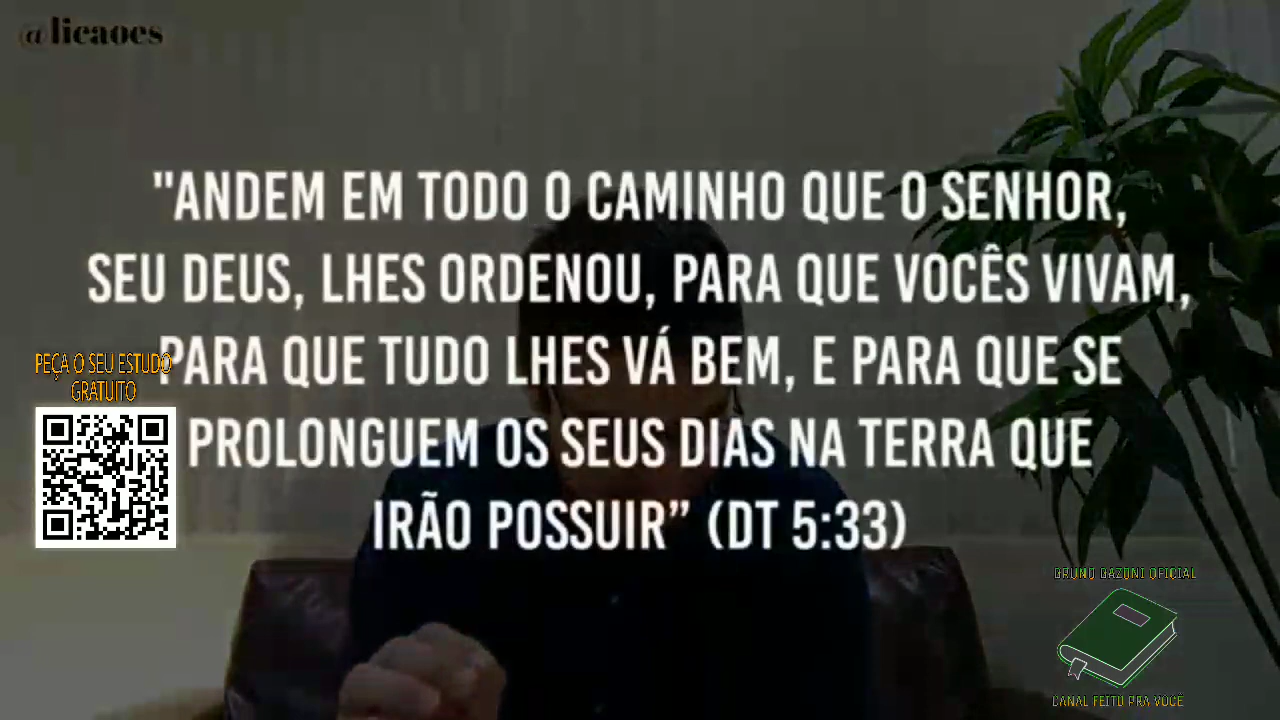 @licaoes
"ANDEM EM TODO O CAMINHO QUE O SENHOR,
SEU DEUS, LHES ORDENOU, PARA QUE VOCÊS VIVAM,
PARA QUE TUDO LHES VÁ BEM, E PARA QUE SE
PROLONGUEM OS SEUS DIAS NA TERRA QUE
IRÃO POSSUIR” (DT 5:33)
PEÇA O SEU ESTUDO
GRATUITO
BRUNO GAZONI OFICIAL
CANAL FEITO PRA VOCÊ